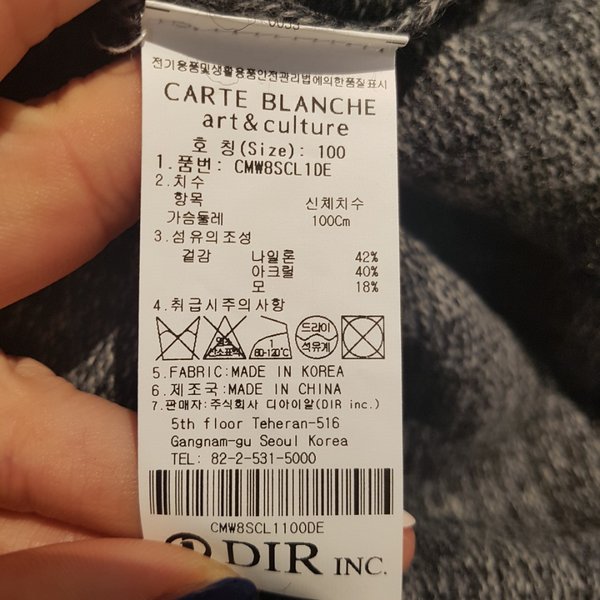 전기용품및생활용품안전관리법에의한품질표시
CARTE BLANCHE
art&culture
호 칭(Size): 100
1.품번: CMW8SCL1DE
2.치수
항목 신체치수
가슴둘레 100Cm
3.섬유의조성
겉감 나일론 42%
아크릴 40%
모 18%
4.취급시주의사항
염소표백
1
60-120℃
드라이
석유계
5.FABRIC:MADE IN KOREA
6.제조국:MADE IN CHINA
7.판매자:주식회사 디아이알(DIR inc.)
5th floor Teheran-516
Gangnam-gu Seoul Korea
TEL: 82-2-531-5000
CMW8SCL1100DE
DIR INC.